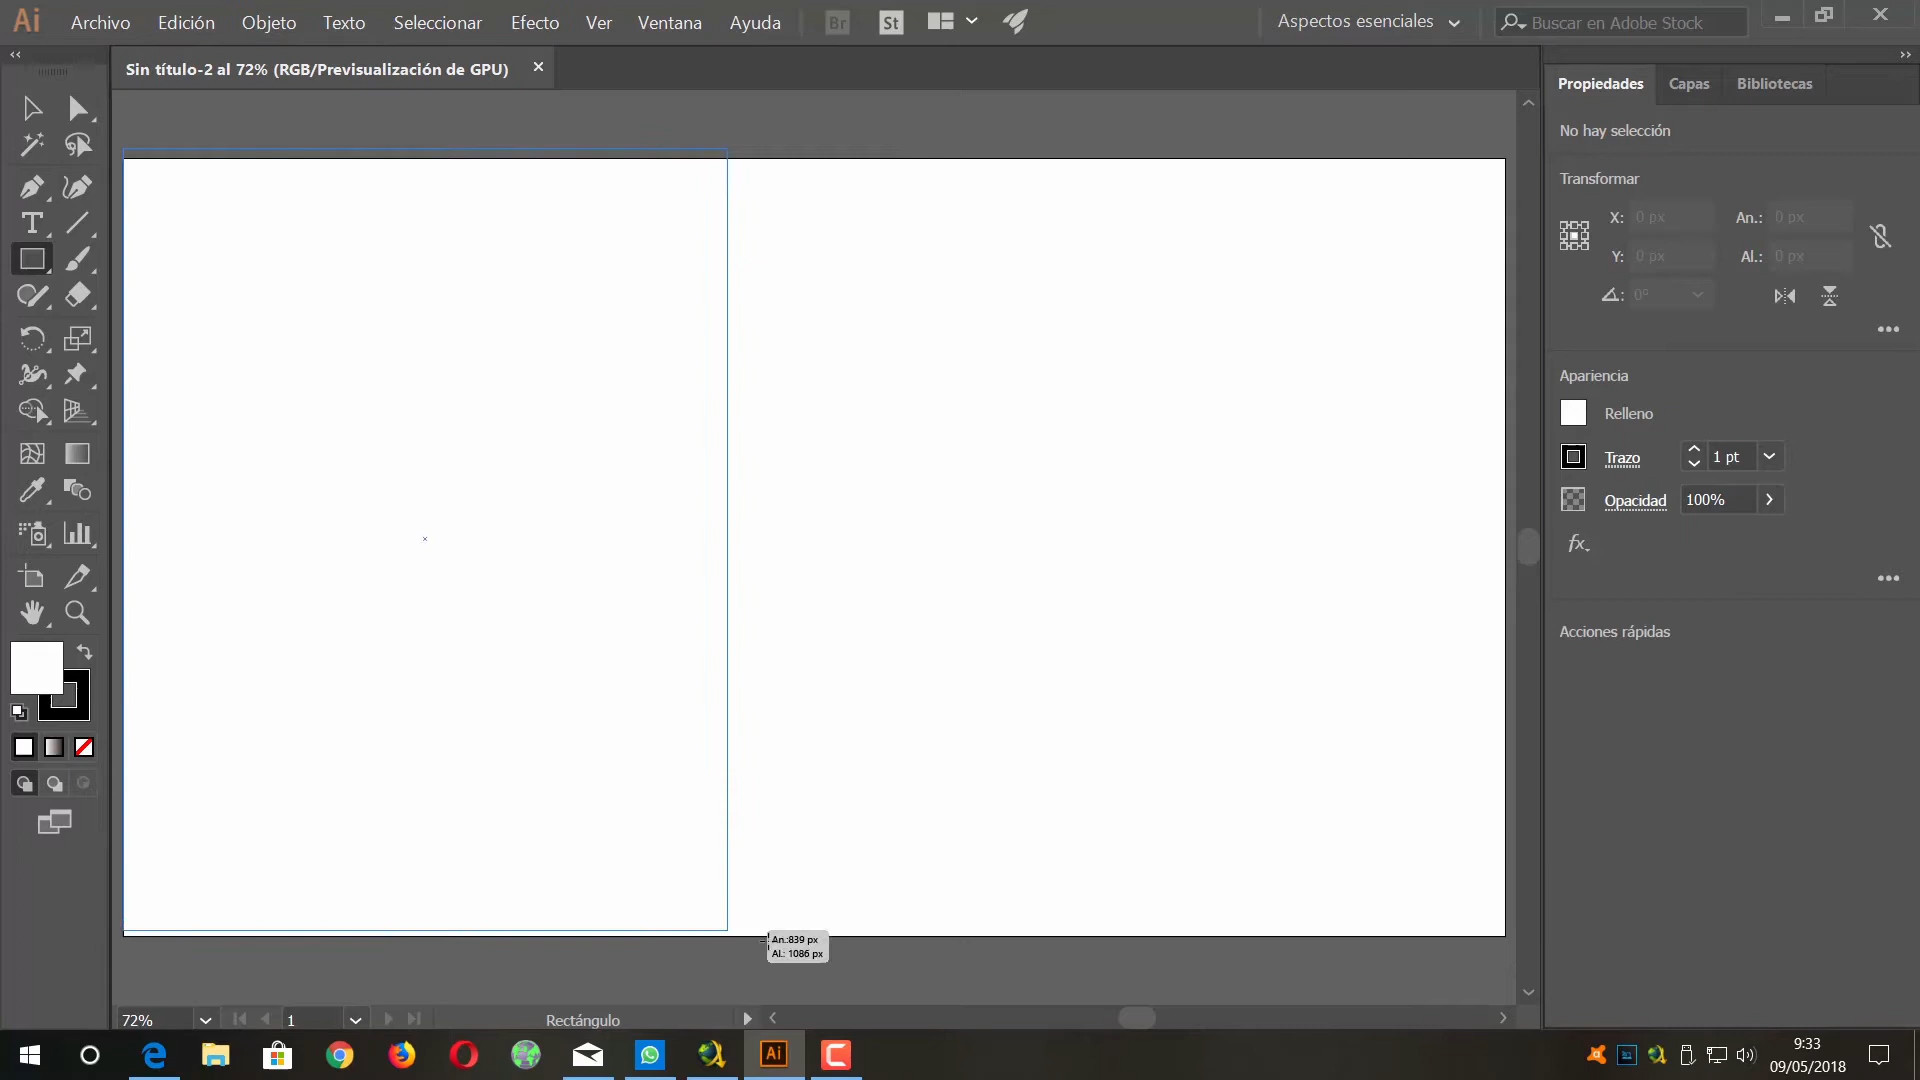 Ai Archivo Edición Objeto Texto Seleccionar Efecto Ver Ventana Ayuda Br St Aspectos esenciales Buscar en Adobe Stock
Sin título-2 al 72% (RGB/Previsualización de GPU)
Propiedades Capas Bibliotecas
No hay selección
Transformar
X: 0 px An.: 0 px
Y: 0 px Al.: 0 px
0°
Apariencia
Relleno
Trazo 1 pt
Opacidad 100%
fx
Acciones rápidas
An.:839 px
Al.: 1086 px
72% 1 Rectángulo
Ai
9:33
09/05/2018